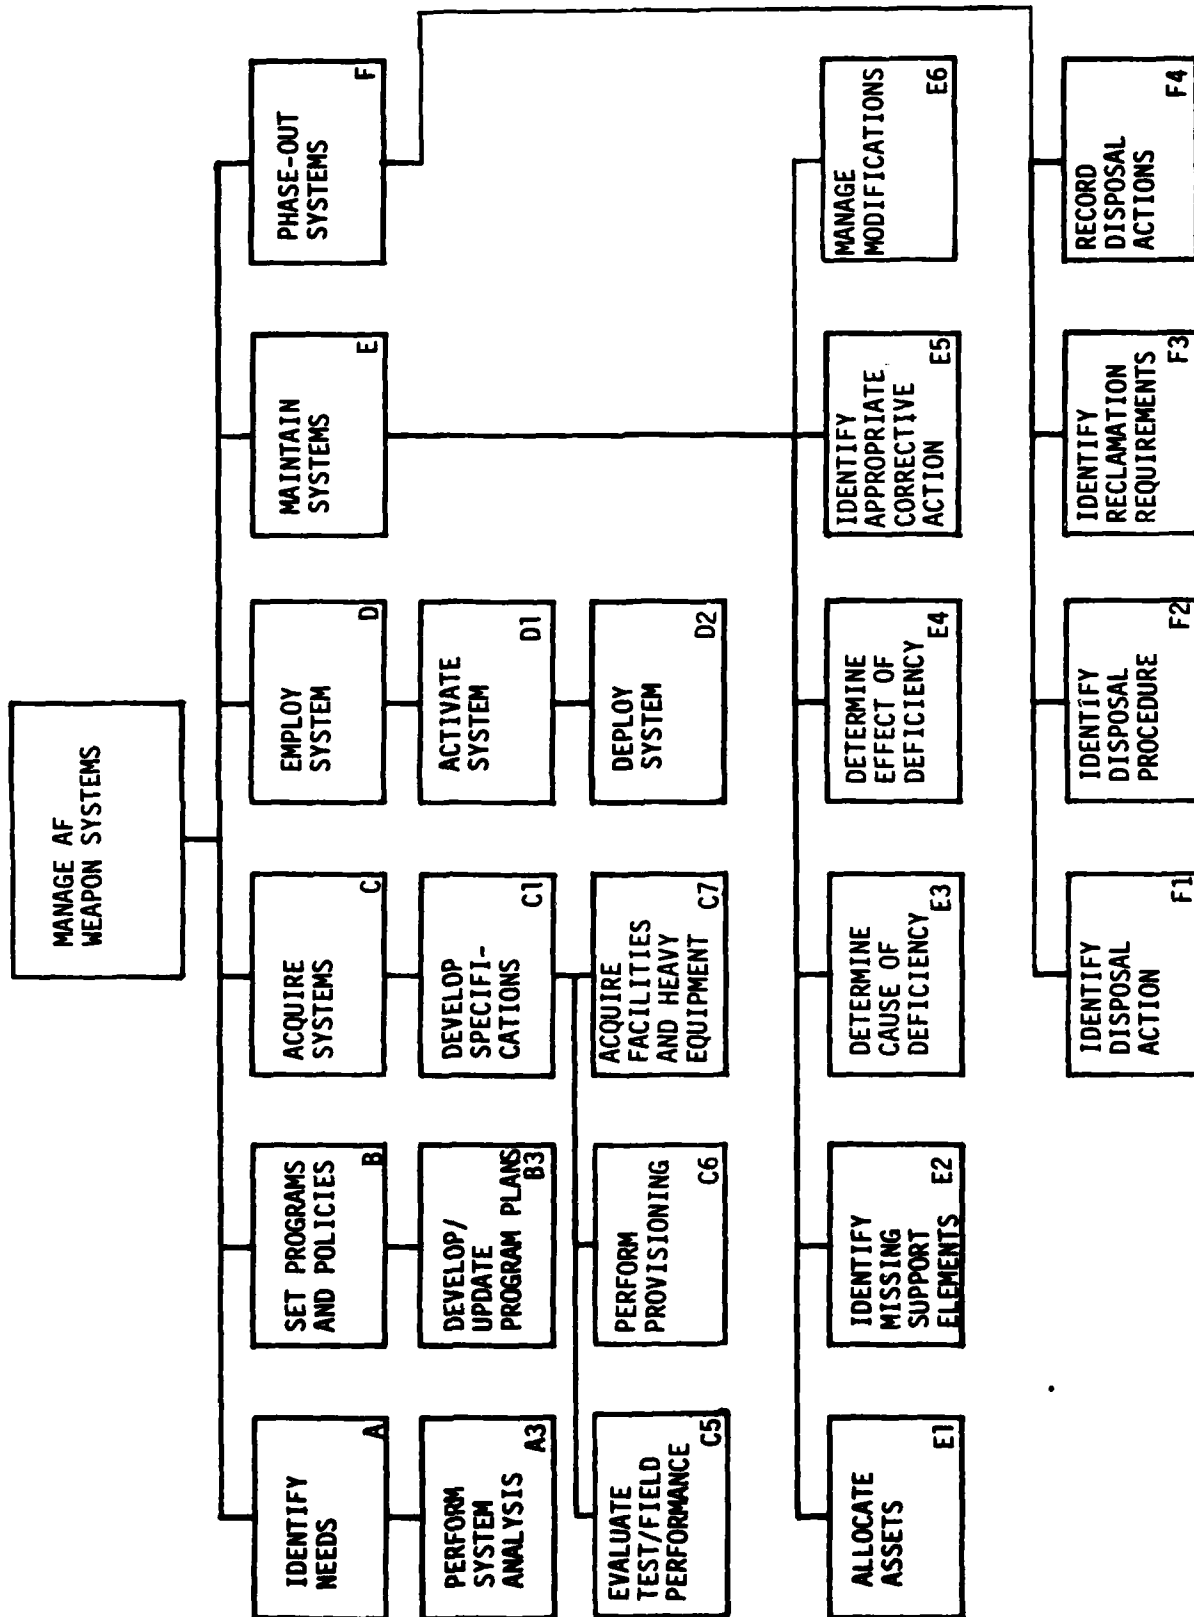 MANAGE AF
WEAPON SYSTEMS
IDENTIFY
NEEDS
A
SET PROGRAMS
AND POLICIES
B
ACQUIRE
SYSTEMS
C
EMPLOY
SYSTEM
D
MAINTAIN
SYSTEMS
E
PHASE-OUT
SYSTEMS
F
PERFORM
SYSTEM
ANALYSIS
A3
DEVELOP/
UPDATE
PROGRAM PLANS
B3
DEVELOP
SPECIFI-
CATIONS
C1
ACTIVATE
SYSTEM
D1
EVALUATE
TEST/FIELD
PERFORMANCE
C5
PERFORM
PROVISIONING
C6
ACQUIRE
FACILITIES
AND HEAVY
EQUIPMENT
C7
DEPLOY
SYSTEM
D2
ALLOCATE
ASSETS
E1
IDENTIFY
MISSING
SUPPORT
ELEMENTS
E2
DETERMINE
CAUSE OF
DEFICIENCY
E3
DETERMINE
EFFECT OF
DEFICIENCY
E4
IDENTIFY
APPROPRIATE
CORRECTIVE
ACTION
E5
MANAGE
MODIFICATIONS
E6
IDENTIFY
DISPOSAL
ACTION
F1
IDENTIFY
DISPOSAL
PROCEDURE
F2
IDENTIFY
RECLAMATION
REQUIREMENTS
F3
RECORD
DISPOSAL
ACTIONS
F4